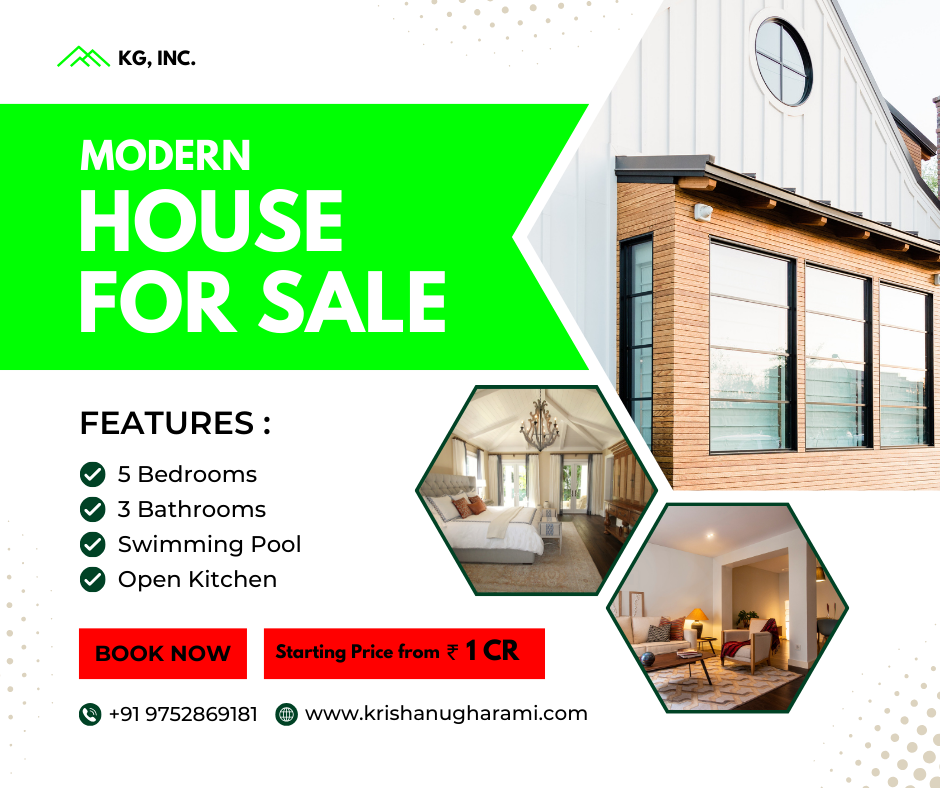 KG, INC.
MODERN
HOUSE
FOR SALE
FEATURES :
5 Bedrooms
3 Bathrooms
Swimming Pool
Open Kitchen
BOOK NOW
Starting Price from ₹ 1 CR
+91 9752869181
www.krishanugharami.com